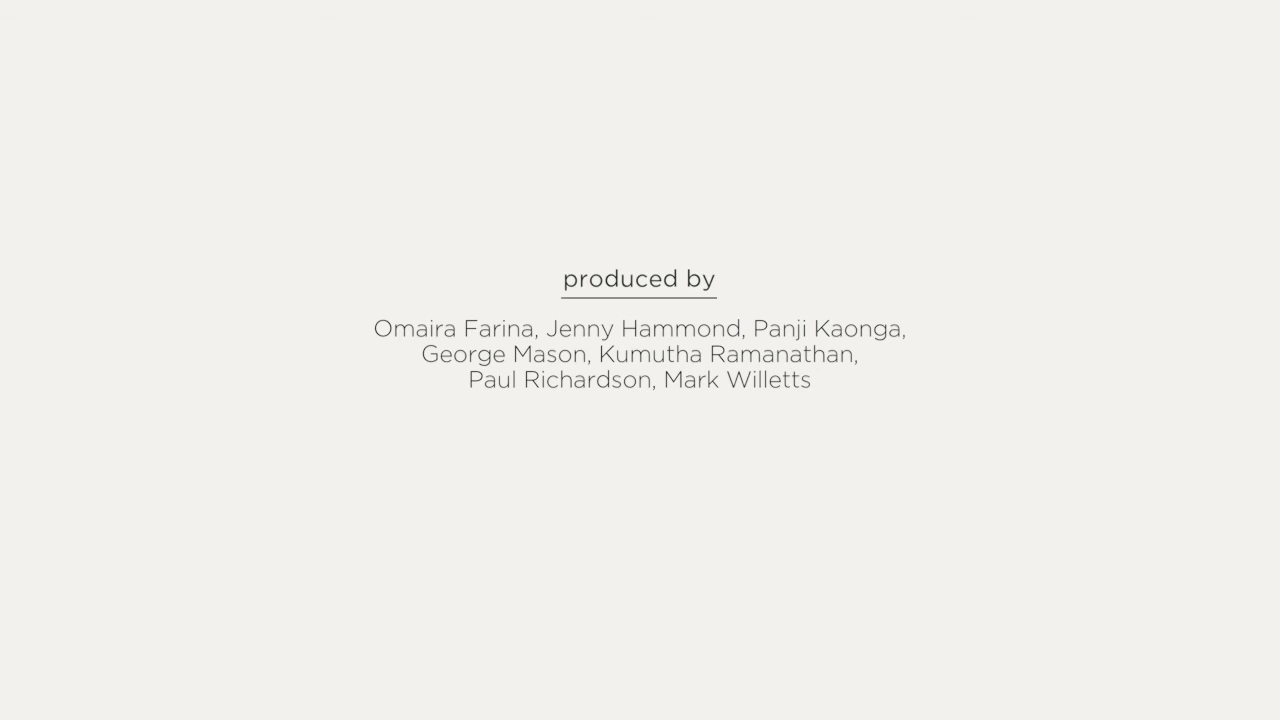 produced by
Omaira Farina, Jenny Hammond, Panji Kaonga,
George Mason, Kumutha Ramanathan,
Paul Richardson, Mark Willetts